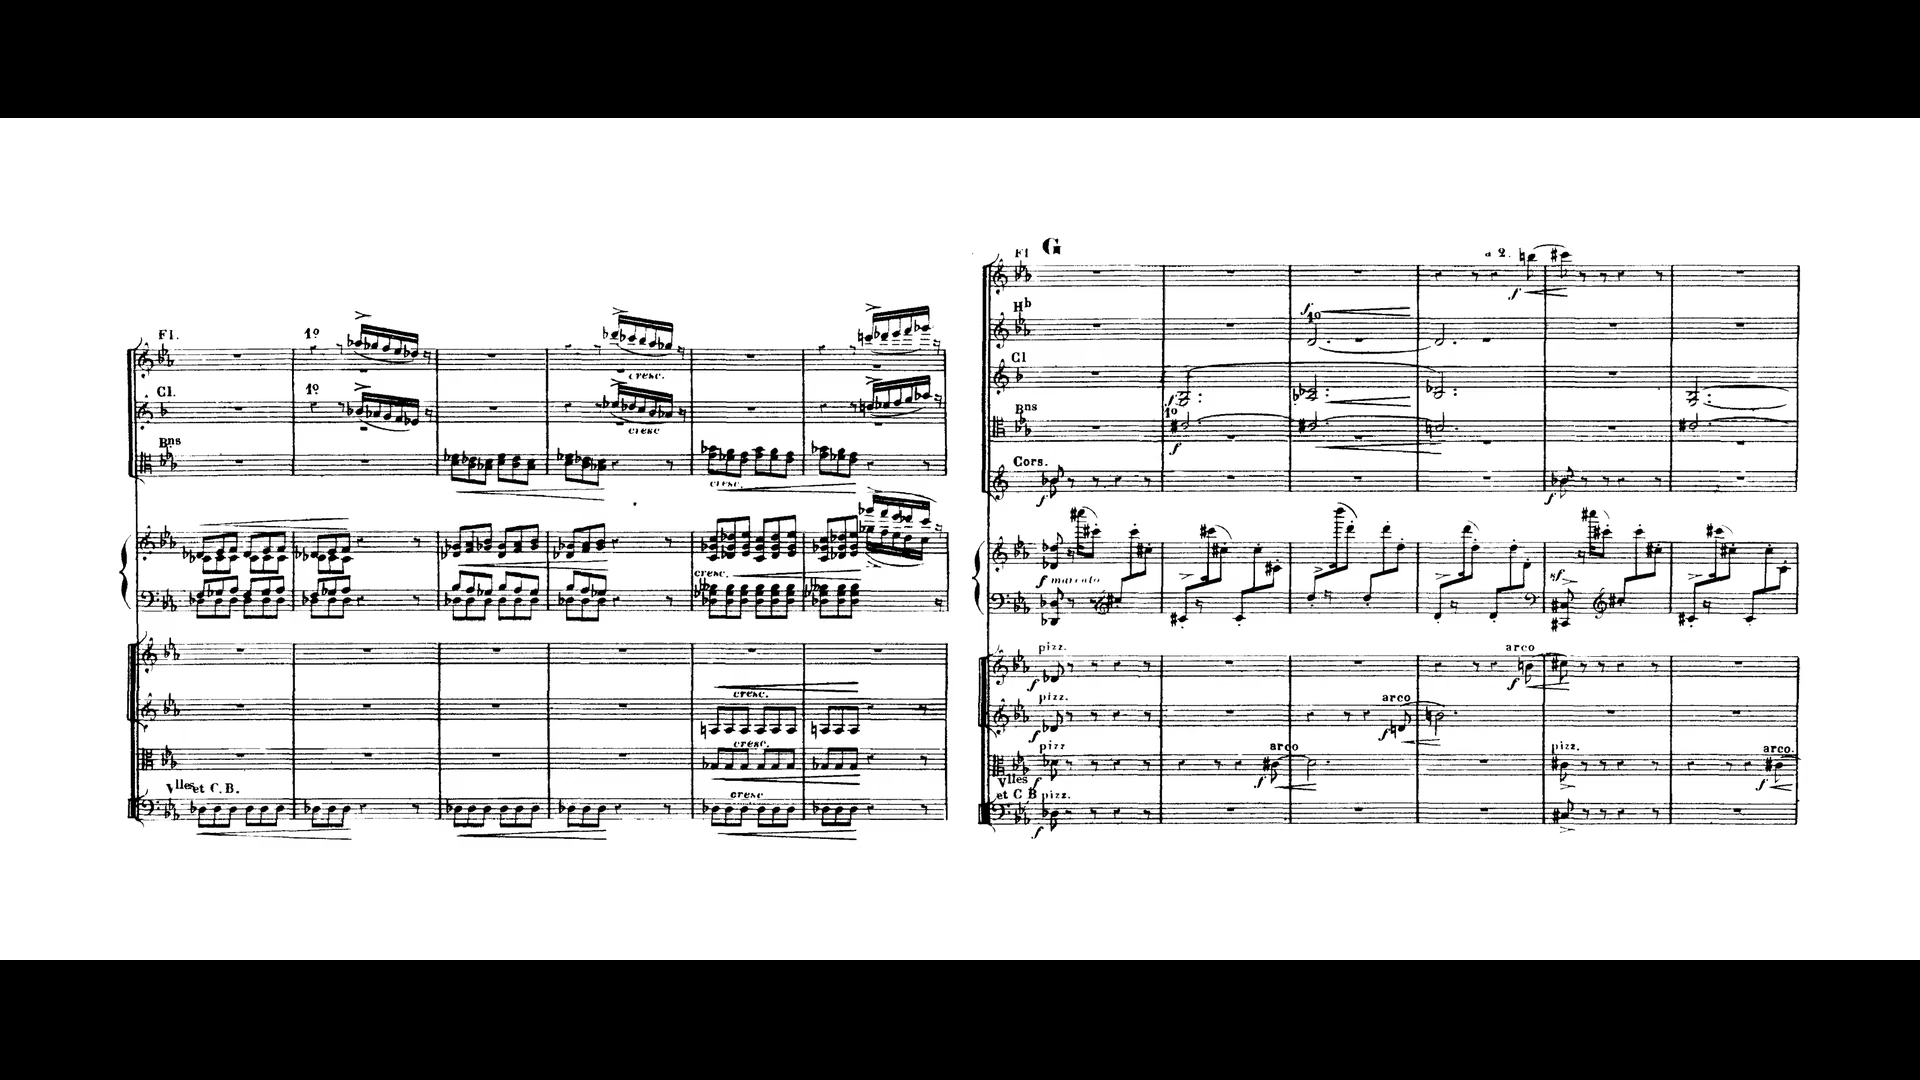 Fl.
1º
cresc.
Cl.
1º
cresc
Bns
cresc.
cresc.
cresc.
cresc.
Vlles et C.B.
cresc
G
Fl
a 2.
f
Hb
f
1º
Cl
f
Bns
1º
f
Cors.
f
f
f marcato
sf
pizz.
arco
f
f
pizz.
arco
f
f
pizz
arco
pizz.
arco.
f
f
f
Vlles
et C B pizz.
f